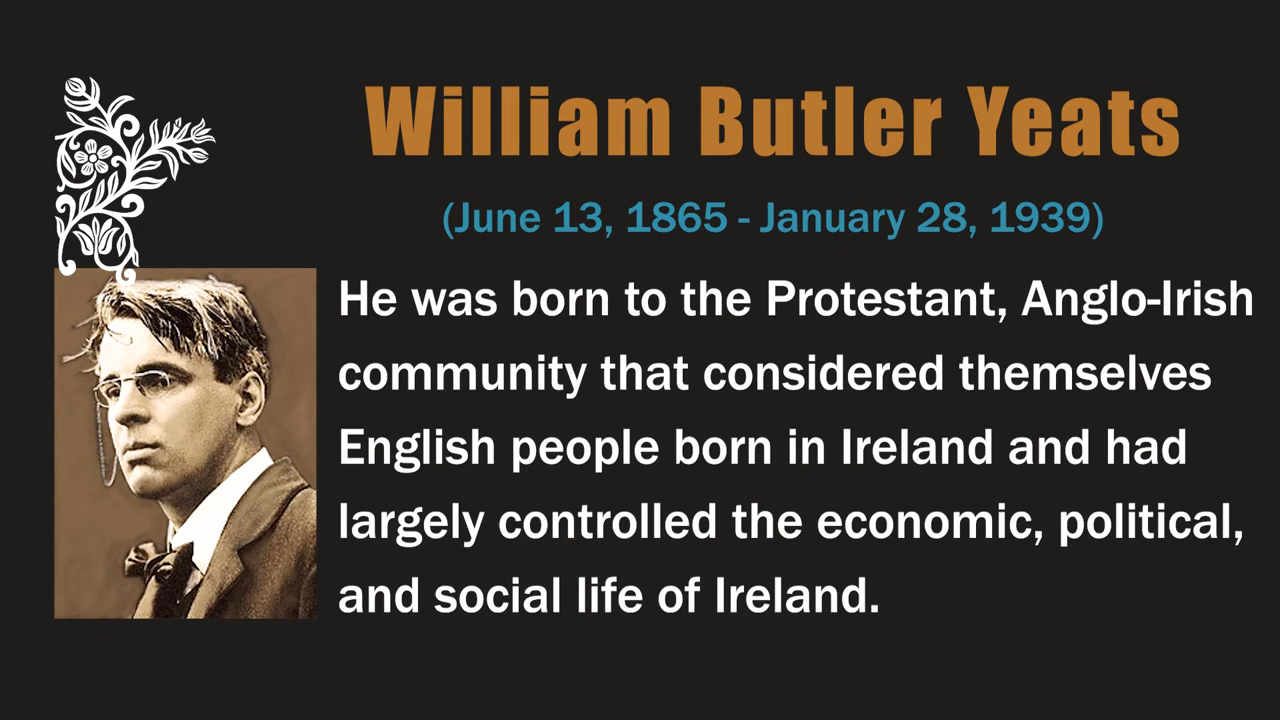 William Butler Yeats
(June 13, 1865 - January 28, 1939)
He was born to the Protestant, Anglo-Irish
community that considered themselves
English people born in Ireland and had
largely controlled the economic, political,
and social life of Ireland.